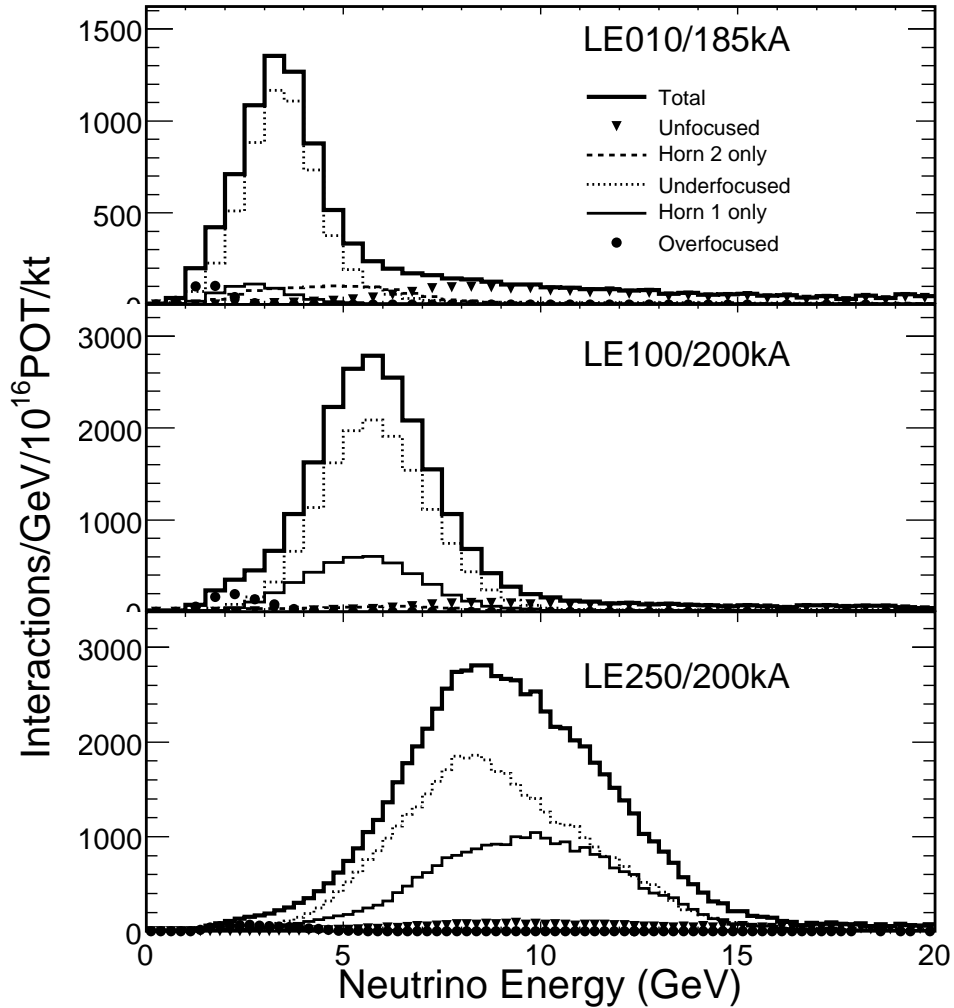 Interactions/GeV/10¹⁶POT/kt
1500
1000
500
0
LE010/185kA
Total
Unfocused
Horn 2 only
Underfocused
Horn 1 only
Overfocused
3000
2000
1000
0
LE100/200kA
3000
2000
1000
0
LE250/200kA
0 5 10 15 20
Neutrino Energy (GeV)